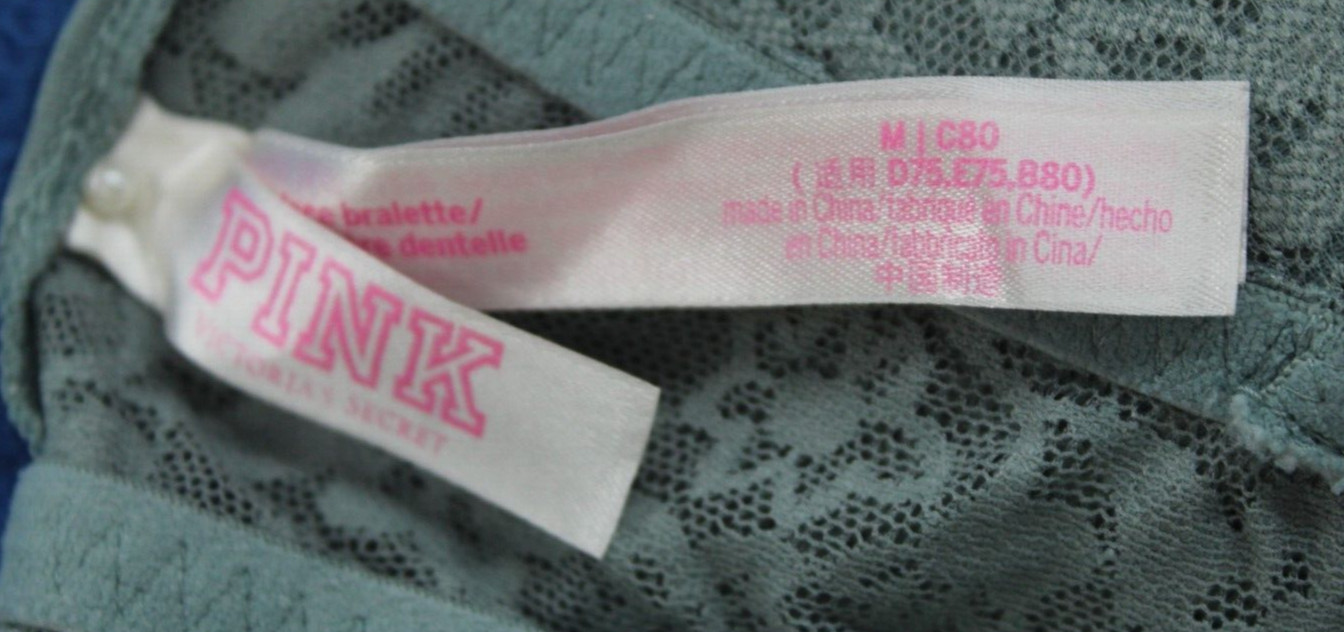 PINK
VICTORIA'S SECRET
bralette/
dentelle
M | C80
(适用 D75,E75,B80)
made in China/fabriqué en Chine/hecho
en China/fabbricato in Cina/
中国制造